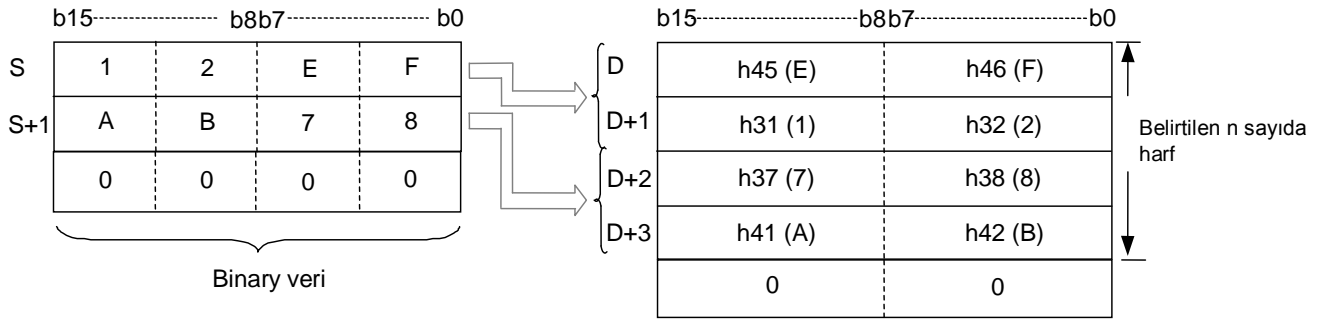 b15 b8b7 b0
S 1 2 E F
S+1 A B 7 8
0 0 0 0
Binary veri
b15 b8b7 b0
D h45 (E) h46 (F)
D+1 h31 (1) h32 (2)
D+2 h37 (7) h38 (8)
D+3 h41 (A) h42 (B)
0 0
Belirtilen n sayıda
harf